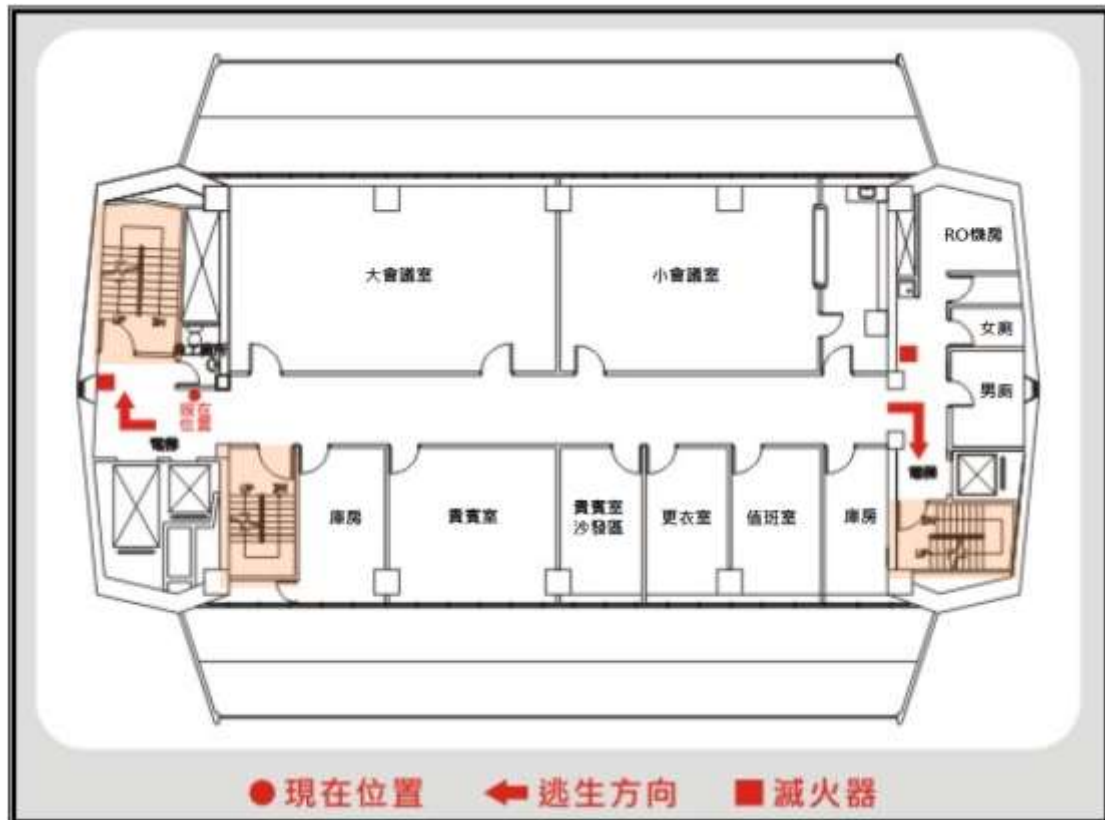 大會議室
小會議室
RO機房
女廁
男廁
現在
位置
電梯
電梯
庫房
貴賓室
貴賓室
沙發區
更衣室
值班室
庫房
現在位置
逃生方向
滅火器